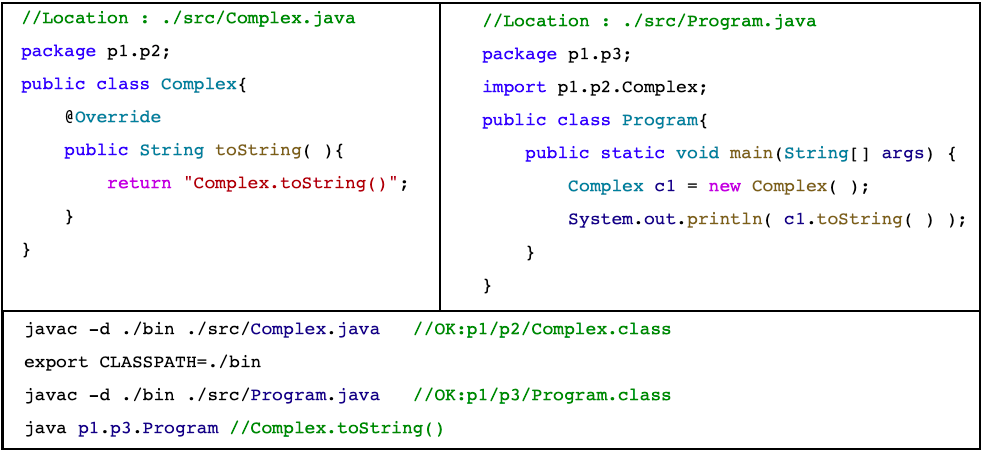 //Location : ./src/Complex.java
package p1.p2;
public class Complex{
@Override
public String toString( ){
return "Complex.toString()";
}
}
//Location : ./src/Program.java
package p1.p3;
import p1.p2.Complex;
public class Program{
public static void main(String[] args) {
Complex c1 = new Complex( );
System.out.println( c1.toString( ) );
}
}
javac -d ./bin ./src/Complex.java //OK:p1/p2/Complex.class
export CLASSPATH=./bin
javac -d ./bin ./src/Program.java //OK:p1/p3/Program.class
java p1.p3.Program //Complex.toString()